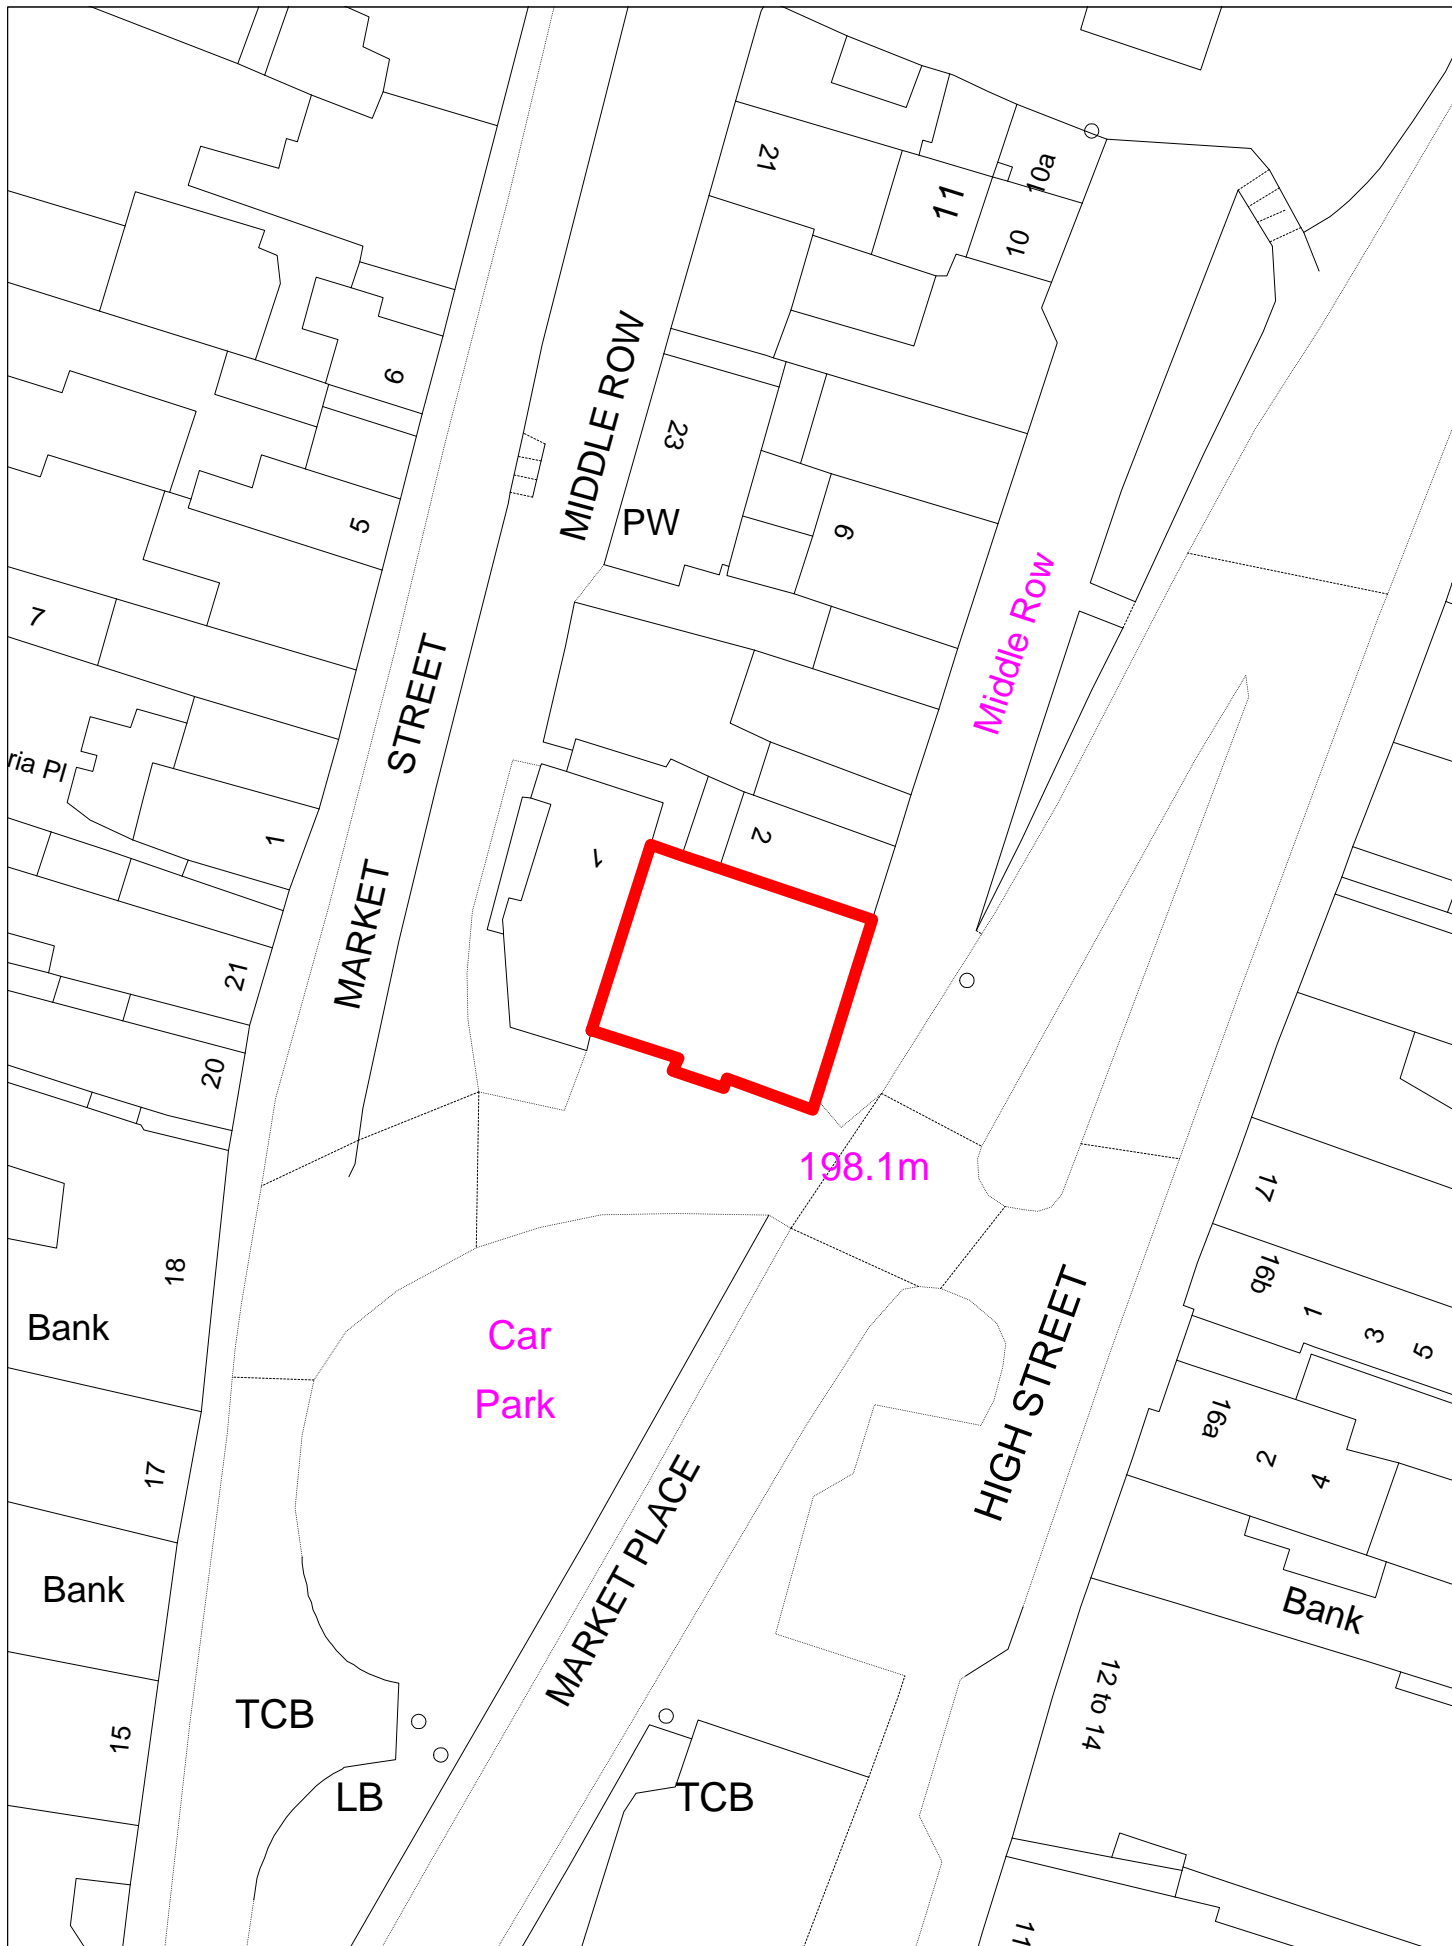 21
11
10a
10
9
MIDDLE ROW
23
PW
5
6
7
Middle Row
STREET
ria Pl
1
2
1
MARKET
21
20
198.1m
17
18
16b
1
3
5
Bank
Car
Park
HIGH STREET
16a
2
4
17
MARKET PLACE
Bank
Bank
12 to 14
TCB
15
LB
TCB
11